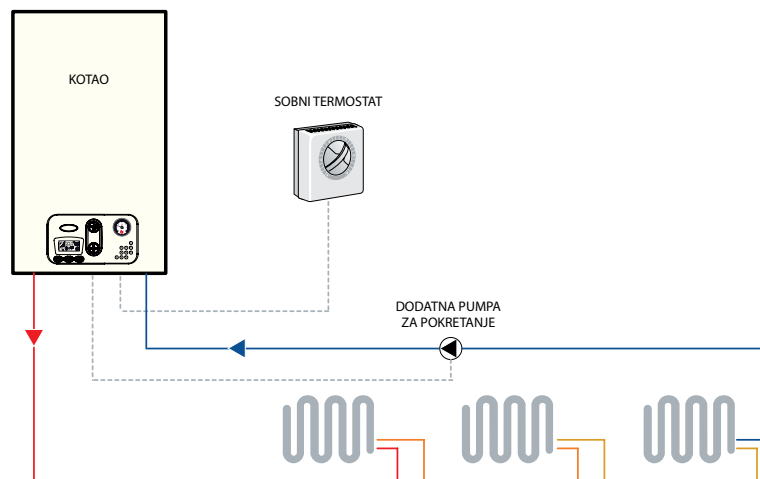 KOTAO
SOBNI TERMOSTAT
DODATNA PUMPA
ZA POKRETANJE